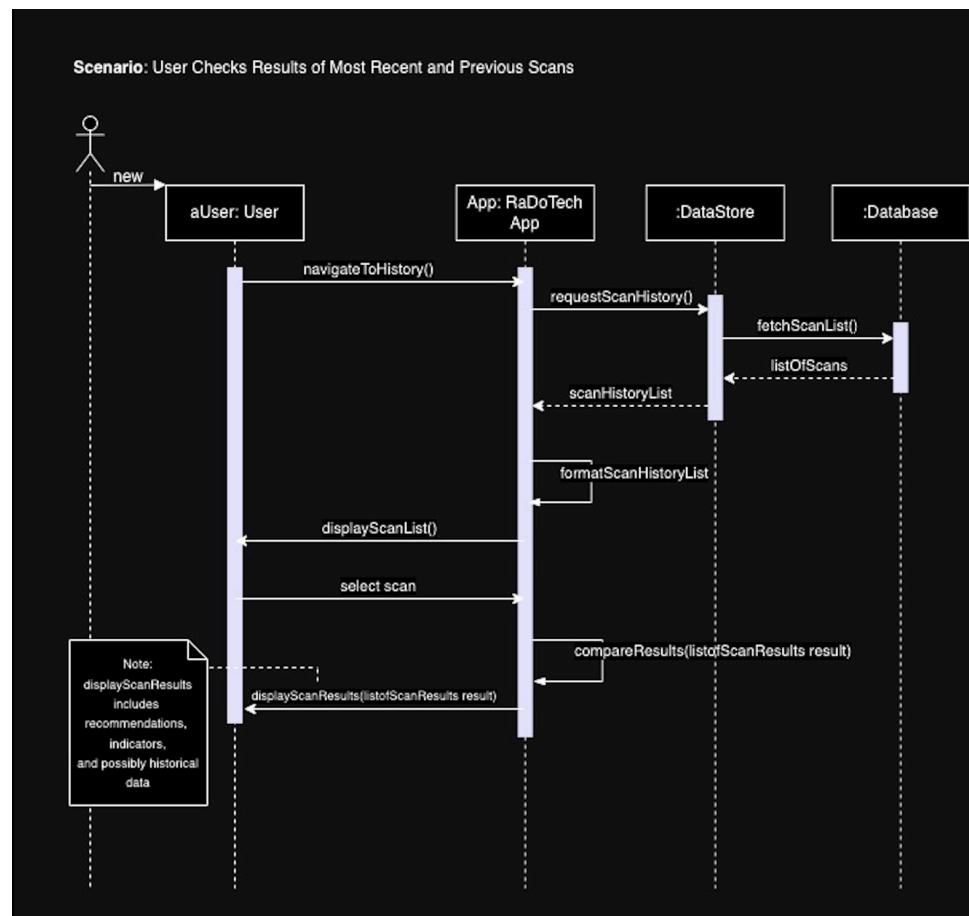 Scenario: User Checks Results of Most Recent and Previous Scans
new
aUser: User
App: RaDoTech
App
:DataStore
:Database
navigateToHistory()
requestScanHistory()
fetchScanList()
listOfScans
scanHistoryList
formatScanHistoryList
displayScanList()
select scan
compareResults(listofScanResults result)
Note:
displayScanResults
includes
recommendations,
indicators,
and possibly historical
data
displayScanResults(listofScanResults result)